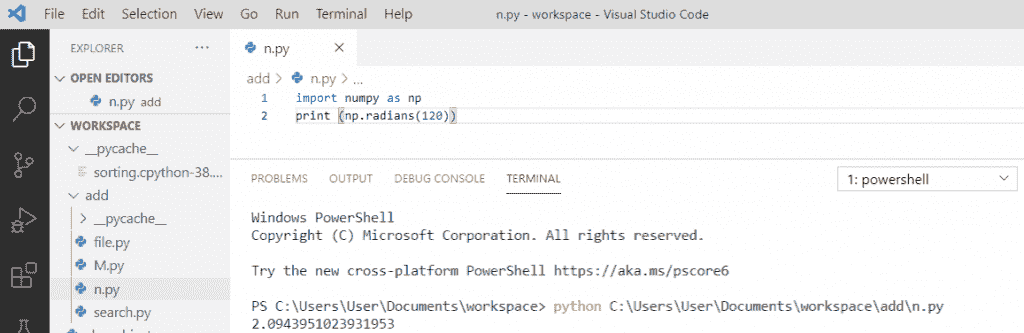 File Edit Selection View Go Run Terminal Help n.py - workspace - Visual Studio Code
EXPLORER ...
OPEN EDITORS
n.py add
WORKSPACE
__pycache__
sorting.cpython-38....
add
__pycache__
file.py
M.py
n.py
search.py
n.py
add > n.py > ...
1 import numpy as np
2 print (np.radians(120))
PROBLEMS OUTPUT DEBUG CONSOLE TERMINAL 1: powershell
Windows PowerShell
Copyright (C) Microsoft Corporation. All rights reserved.
Try the new cross-platform PowerShell https://aka.ms/pscore6
PS C:\Users\User\Documents\workspace> python C:\Users\User\Documents\workspace\add\n.py
2.0943951023931953